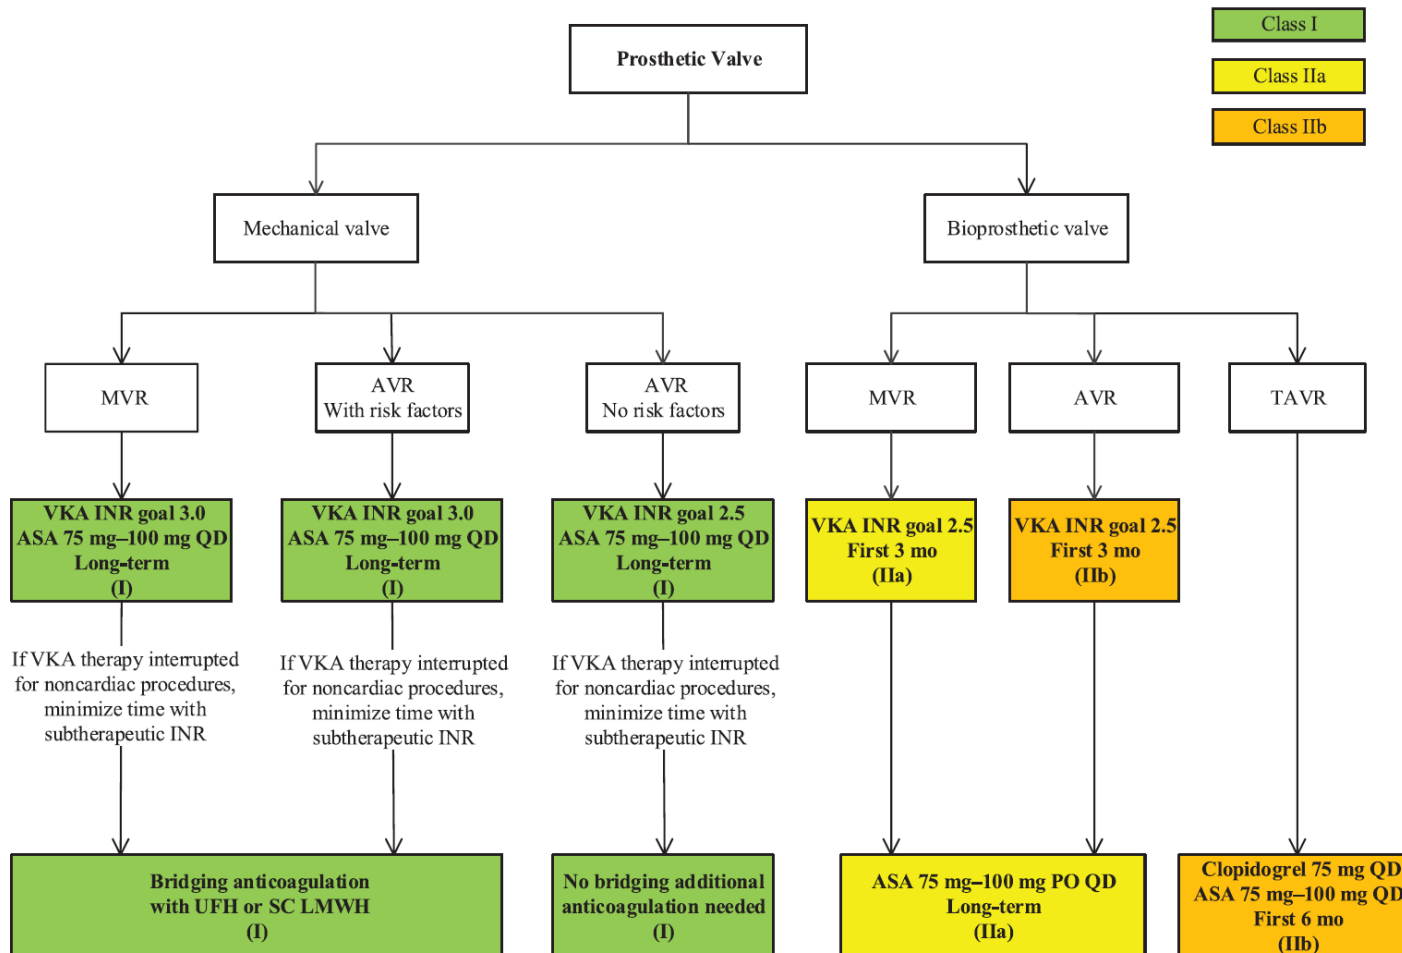 Class I
Class IIa
Class IIb
Prosthetic Valve
Mechanical valve
Bioprosthetic valve
MVR
AVR
With risk factors
AVR
No risk factors
MVR
AVR
TAVR
VKA INR goal 3.0
ASA 75 mg–100 mg QD
Long-term
(I)
VKA INR goal 3.0
ASA 75 mg–100 mg QD
Long-term
(I)
VKA INR goal 2.5
ASA 75 mg–100 mg QD
Long-term
(I)
VKA INR goal 2.5
First 3 mo
(IIa)
VKA INR goal 2.5
First 3 mo
(IIb)
If VKA therapy interrupted
for noncardiac procedures,
minimize time with
subtherapeutic INR
If VKA therapy interrupted
for noncardiac procedures,
minimize time with
subtherapeutic INR
If VKA therapy interrupted
for noncardiac procedures,
minimize time with
subtherapeutic INR
Bridging anticoagulation
with UFH or SC LMWH
(I)
No bridging additional
anticoagulation needed
(I)
ASA 75 mg–100 mg PO QD
Long-term
(IIa)
Clopidogrel 75 mg QD
ASA 75 mg–100 mg QD
First 6 mo
(IIb)